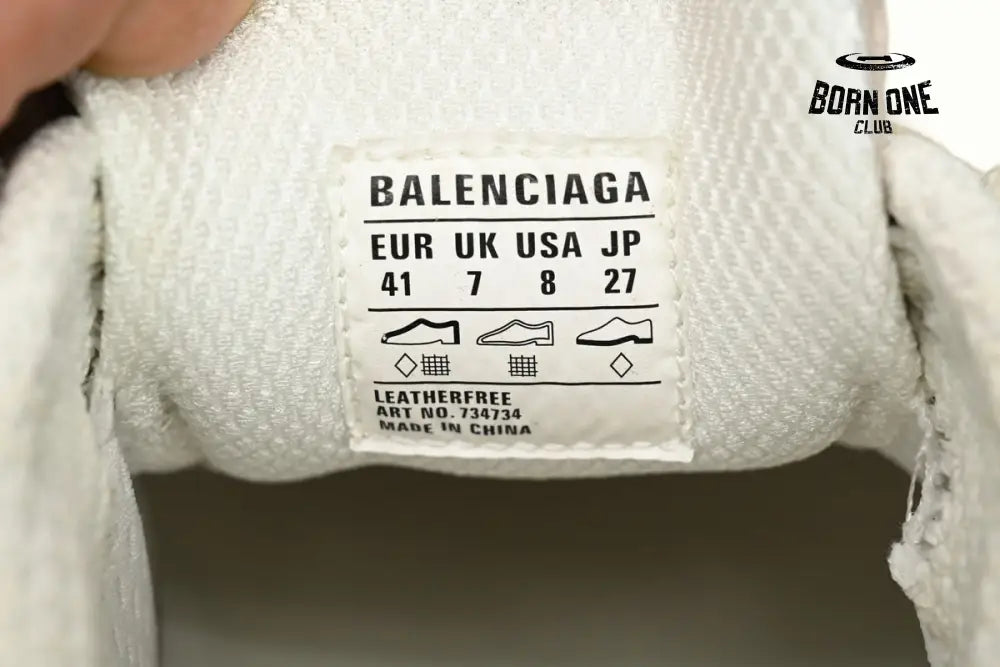 BORN ONE
CLUB
BALENCIAGA
EUR UK USA JP
41 7 8 27
LEATHERFREE
ART NO. 734734
MADE IN CHINA